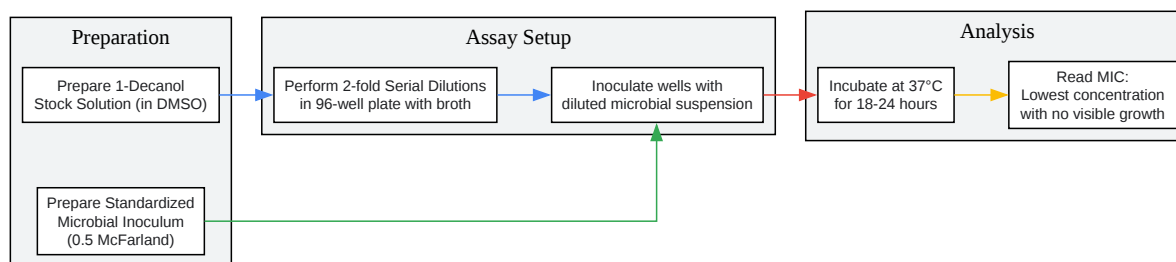 Preparation
Prepare 1-Decanol
Stock Solution (in DMSO)
Prepare Standardized
Microbial Inoculum
(0.5 McFarland)
Assay Setup
Perform 2-fold Serial Dilutions
in 96-well plate with broth
Inoculate wells with
diluted microbial suspension
Analysis
Incubate at 37°C
for 18-24 hours
Read MIC:
Lowest concentration
with no visible growth